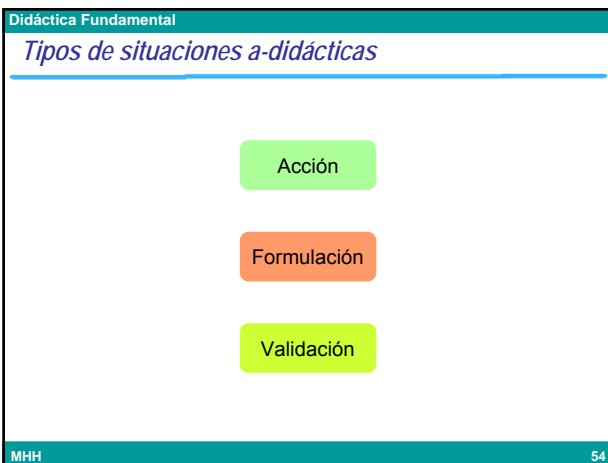 Didáctica Fundamental
Tipos de situaciones a-didácticas
Acción
Formulación
Validación
MHH 54